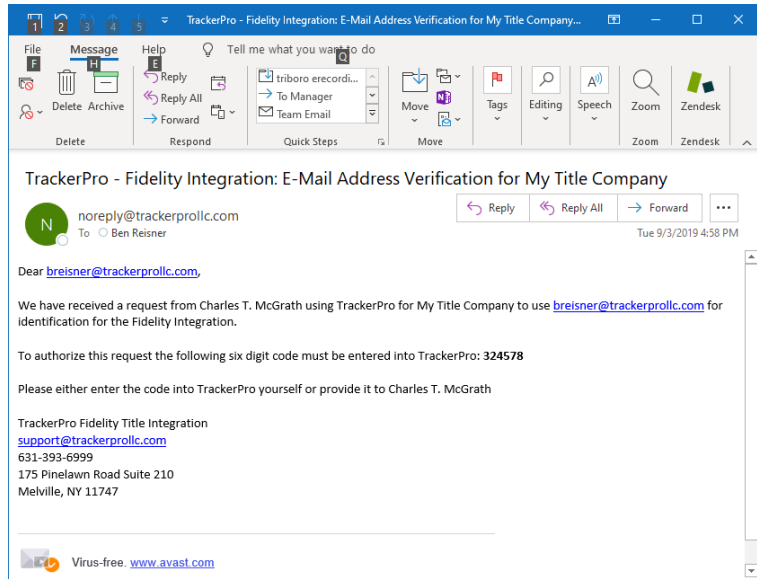 1 2 3 4 5 TrackerPro - Fidelity Integration: E-Mail Address Verification for My Title Company...
File Message Help Tell me what you want to do
F H E Q
Reply triboro erecordi...
Delete Archive Reply All To Manager Move Tags Editing Speech Zoom Zendesk
Forward Team Email
Delete Respond Quick Steps Move Zoom Zendesk
TrackerPro - Fidelity Integration: E-Mail Address Verification for My Title Company
N noreply@trackerprollc.com Reply Reply All Forward
To Ben Reisner Tue 9/3/2019 4:58 PM
Dear breisner@trackerprollc.com,
We have received a request from Charles T. McGrath using TrackerPro for My Title Company to use breisner@trackerprollc.com for
identification for the Fidelity Integration.
To authorize this request the following six digit code must be entered into TrackerPro: 324578
Please either enter the code into TrackerPro yourself or provide it to Charles T. McGrath
TrackerPro Fidelity Title Integration
support@trackerprollc.com
631-393-6999
175 Pinelawn Road Suite 210
Melville, NY 11747
Virus-free. www.avast.com